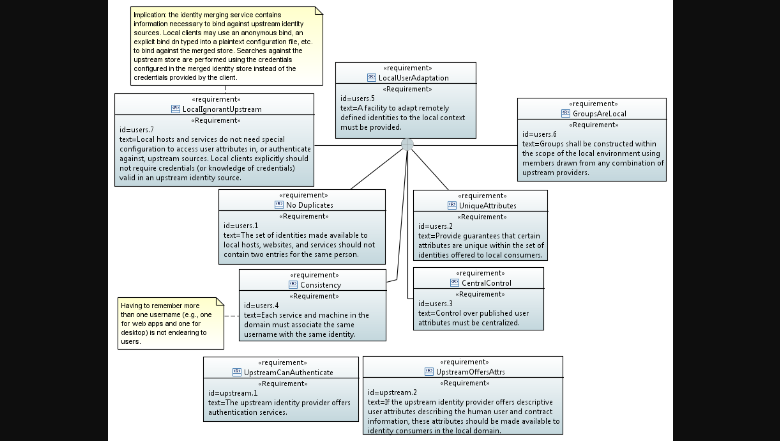 Implication: the identity merging service contains
information necessary to bind against upstream identity
sources. Local clients may use an anonymous bind, an
explicit bind dn typed into a plaintext configuration file, etc.
to bind against the merged store. Searches against the
upstream store are performed using the credentials
configured in the merged identity store instead of the
credentials provided by the client.
«requirement»
LocalUserAdaptation
«Requirement»
id=users.5
text=A facility to adapt remotely
defined identities to the local context
must be provided.
«requirement»
LocalIgnorantUpstream
«Requirement»
id=users.7
text=Local hosts and services do not need special
configuration to access user attributes in, or authenticate
against, upstream sources. Local clients explicitly should
not require credentials (or knowledge of credentials)
valid in an upstream identity source.
«requirement»
GroupsAreLocal
«Requirement»
id=users.6
text=Groups shall be constructed within
the scope of the local environment using
members drawn from any combination of
upstream providers.
«requirement»
No Duplicates
«Requirement»
id=users.1
text=The set of identities made available to
local hosts, websites, and services should not
contain two entries for the same person.
«requirement»
UniqueAttributes
«Requirement»
id=users.2
text=Provide guarantees that certain
attributes are unique within the set of
identities offered to local consumers.
«requirement»
Consistency
«Requirement»
id=users.4
text=Each service and machine in the
domain must associate the same
username with the same identity.
«requirement»
CentralControl
«Requirement»
id=users.3
text=Control over published user
attributes must be centralized.
Having to remember more
than one username (e.g., one
for web apps and one for
desktop) is not endearing to
users.
«requirement»
UpstreamCanAuthenticate
«Requirement»
id=upstream.1
text=The upstream identity provider offers
authentication services.
«requirement»
UpstreamOffersAttrs
«Requirement»
id=upstream.2
text=If the upstream identity provider offers descriptive
user attributes describing the human user and contract
information, these attributes should be made available to
identity consumers in the local domain.